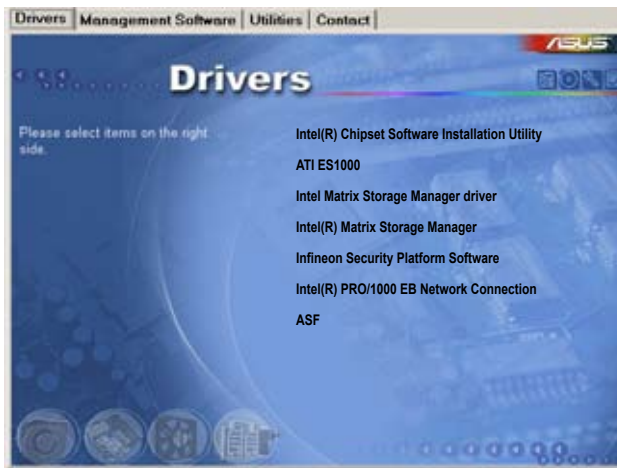 Drivers Management Software Utilities Contact
ASUS
Drivers
Please select items on the right
side.
Intel(R) Chipset Software Installation Utility
ATI ES1000
Intel Matrix Storage Manager driver
Intel(R) Matrix Storage Manager
Infineon Security Platform Software
Intel(R) PRO/1000 EB Network Connection
ASF